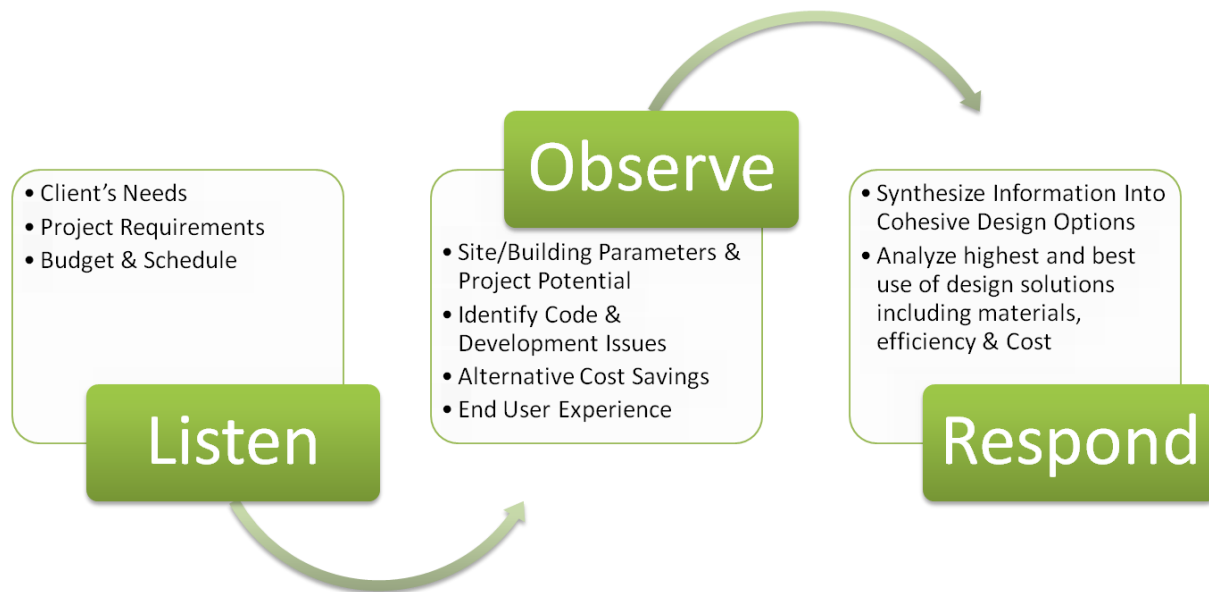 • Client's Needs
• Project Requirements
• Budget & Schedule
Listen
Observe
• Site/Building Parameters &
Project Potential
• Identify Code &
Development Issues
• Alternative Cost Savings
• End User Experience
• Synthesize Information Into
Cohesive Design Options
• Analyze highest and best
use of design solutions
including materials,
efficiency & Cost
Respond